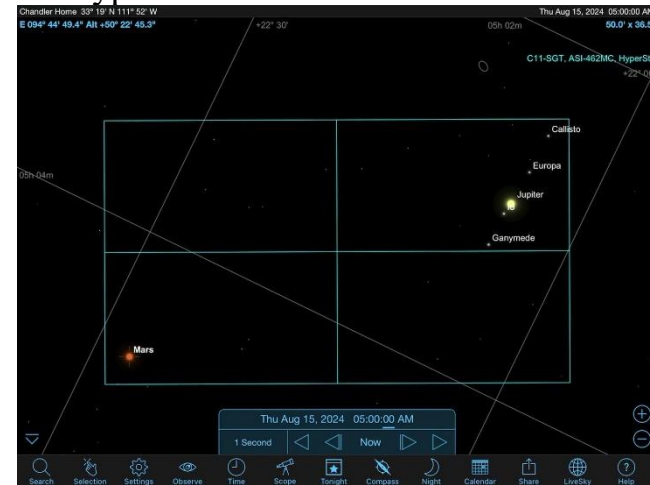 Chandler Home 33° 19' N 111° 52' W
Thu Aug 15, 2024 05:00:00 AM
E 094° 44' 49.4" Alt +50° 22' 45.3"
+22° 30'
05h 02m
50.0' x 36.5
C11-SGT, ASI-462MC, HyperSt
+22° 0
Callisto
Europa
05h 04m
Jupiter
Io
Ganymede
Mars
Thu Aug 15, 2024 05:00:00 AM
1 Second
Now
Search Selection Settings Observe Time Scope Tonight Compass Night Calendar Share LiveSky Help